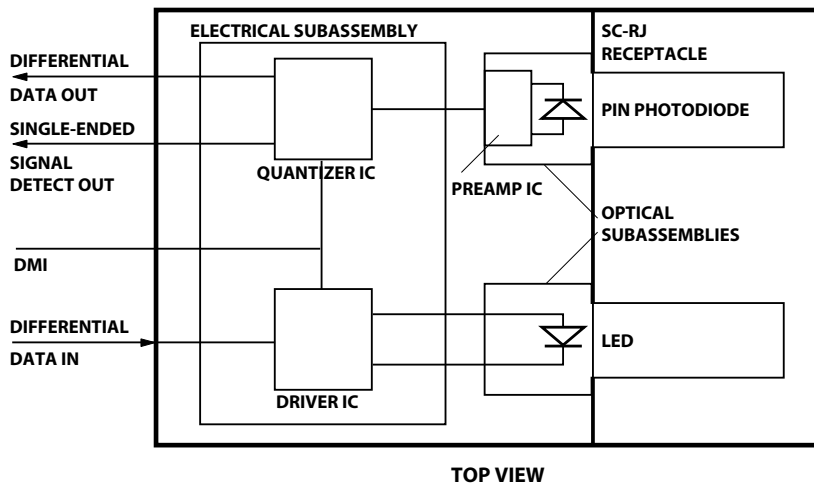 ELECTRICAL SUBASSEMBLY
SC-RJ
RECEPTACLE
DIFFERENTIAL
DATA OUT
SINGLE-ENDED
SIGNAL
DETECT OUT
QUANTIZER IC
PREAMP IC
PIN PHOTODIODE
OPTICAL
SUBASSEMBLIES
DMI
DIFFERENTIAL
DATA IN
DRIVER IC
LED
TOP VIEW